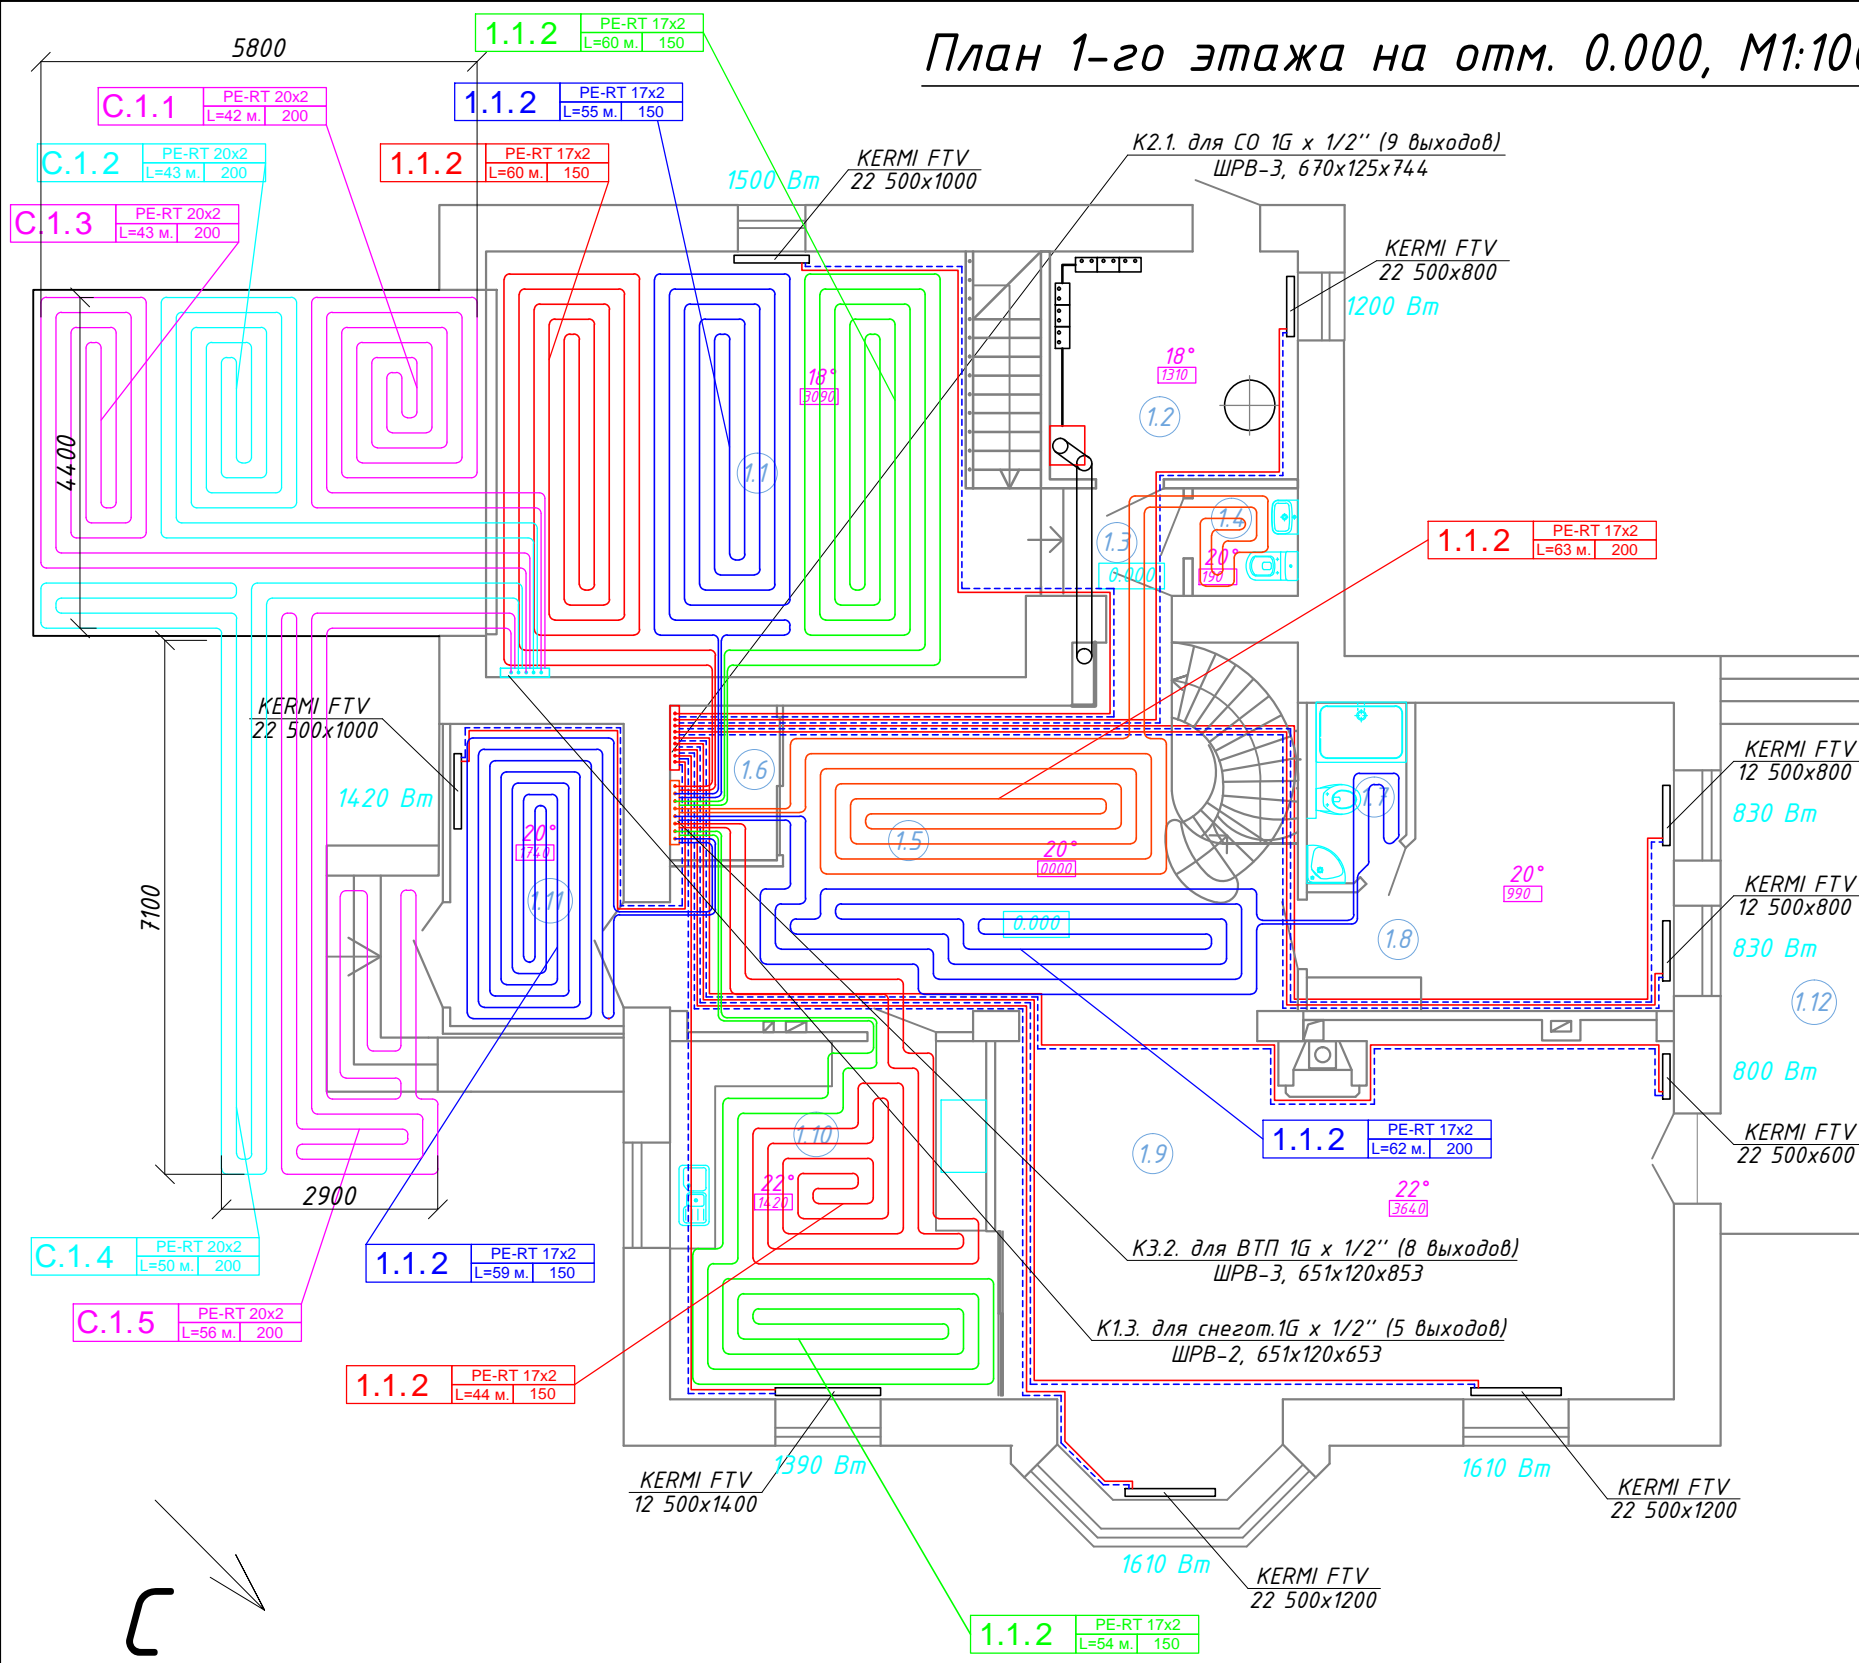 План 1-го этажа на отм. 0.000, М1:10
5800
1.1.2 PE-RT 17x2
L=60 м. 150
C.1.1 PE-RT 20x2
L=42 м. 200
1.1.2 PE-RT 17x2
L=55 м. 150
C.1.2 PE-RT 20x2
L=43 м. 200
1.1.2 PE-RT 17x2
L=60 м. 150
C.1.3 PE-RT 20x2
L=43 м. 200
1500 Вт
KERMI FTV
22 500x1000
К2.1. для СО 1G x 1/2'' (9 выходов)
ШРВ-3, 670x125x744
KERMI FTV
22 500x800
1200 Вт
18°
1310
1.2
18°
3090
1.1
4400
1.3
0.000
1.4
20°
190
1.1.2 PE-RT 17x2
L=63 м. 200
KERMI FTV
22 500x1000
1420 Вт
7100
20°
1740
1.11
1.6
1.5
20°
0000
0.000
1.7
20°
990
1.8
KERMI FTV
12 500x800
830 Вт
KERMI FTV
12 500x800
830 Вт
1.12
800 Вт
KERMI FTV
22 500x600
1.1.2 PE-RT 17x2
L=62 м. 200
1.10
22°
1420
1.9
22°
3640
2900
C.1.4 PE-RT 20x2
L=50 м. 200
1.1.2 PE-RT 17x2
L=59 м. 150
C.1.5 PE-RT 20x2
L=56 м. 200
К3.2. для ВТП 1G x 1/2'' (8 выходов)
ШРВ-3, 651x120x853
К1.3. для снегот.1G x 1/2'' (5 выходов)
ШРВ-2, 651x120x653
1.1.2 PE-RT 17x2
L=44 м. 150
1390 Вт
KERMI FTV
12 500x1400
1610 Вт
KERMI FTV
22 500x1200
1610 Вт
KERMI FTV
22 500x1200
1.1.2 PE-RT 17x2
L=54 м. 150
С